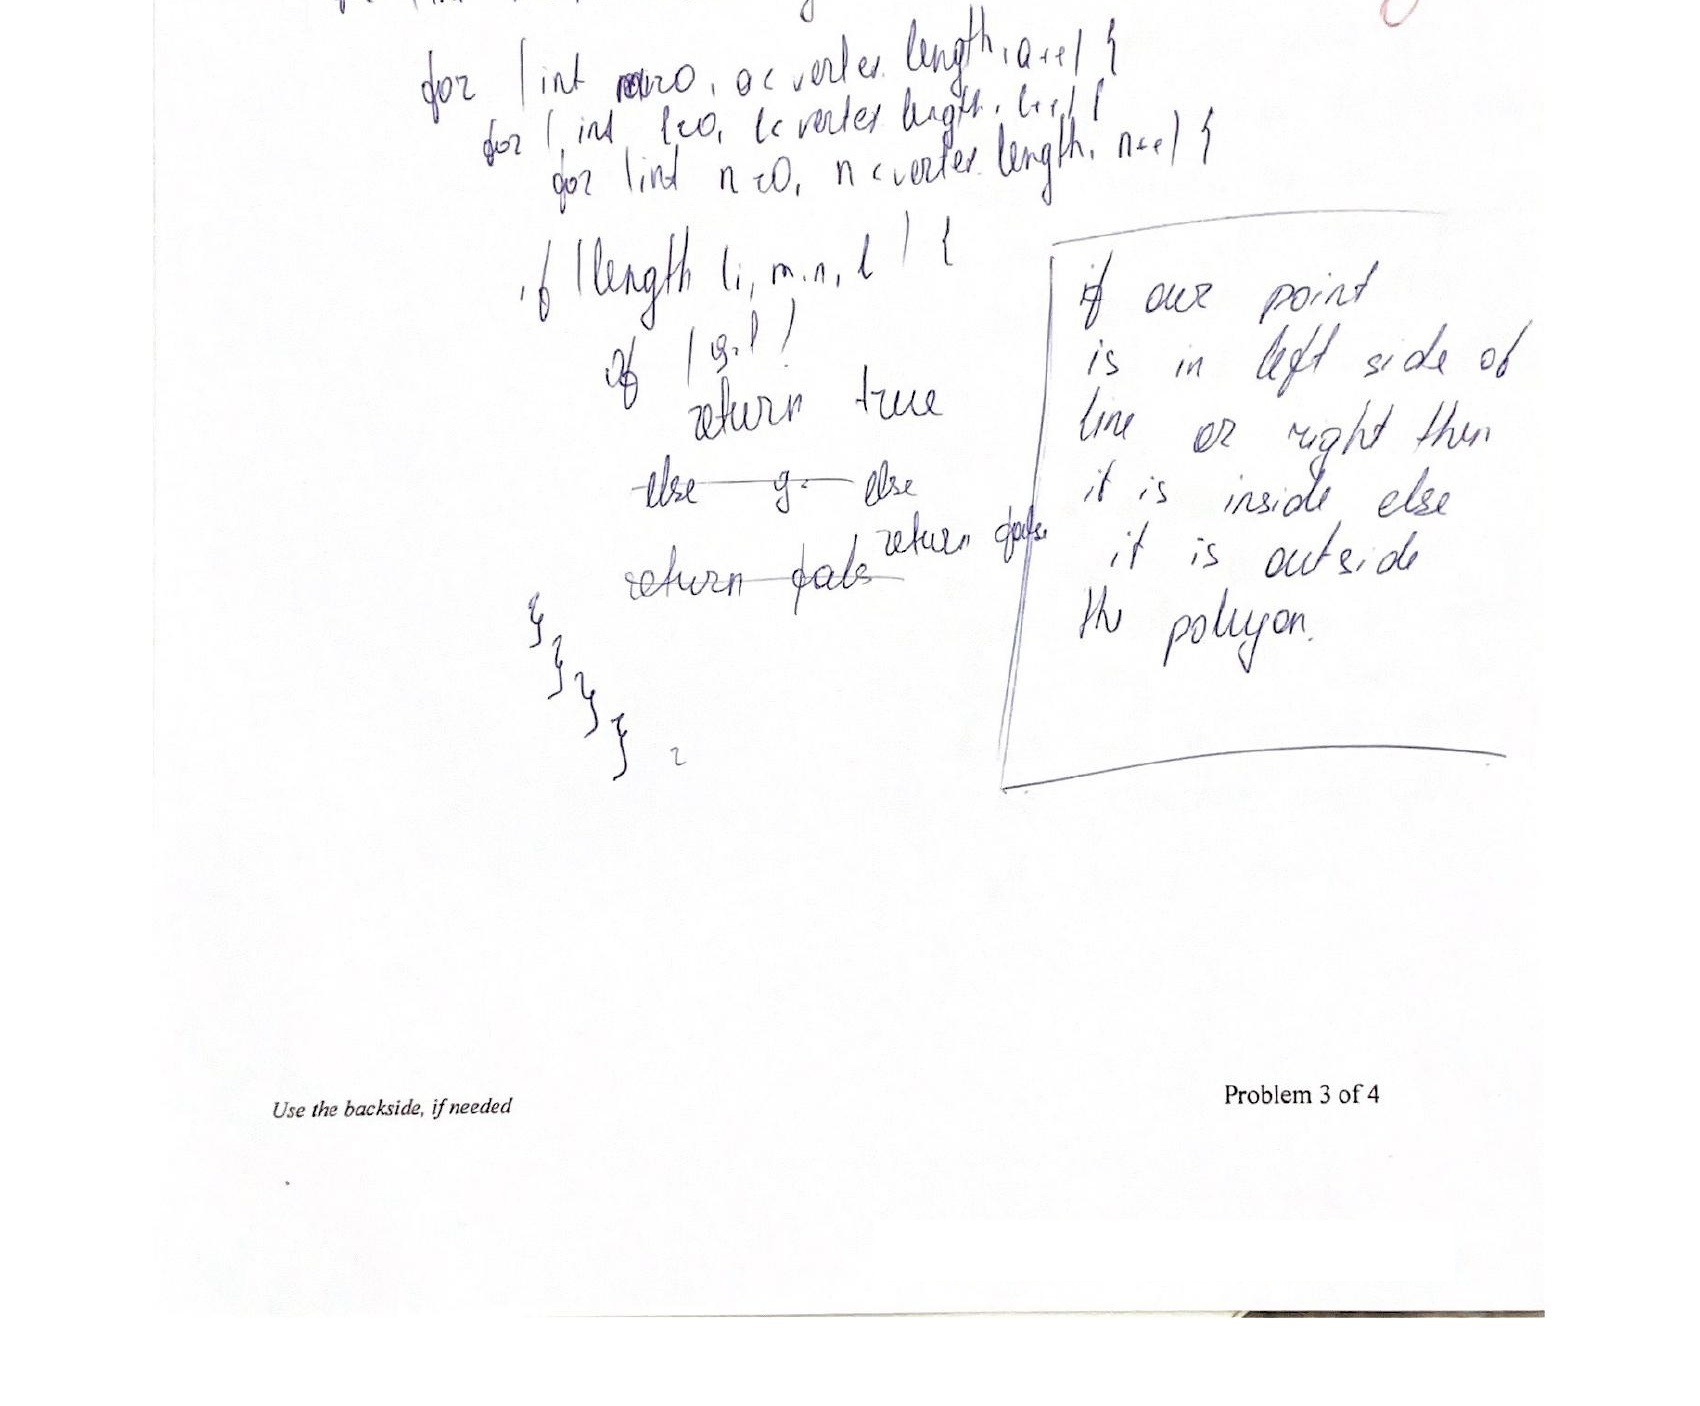 for (int m=0, a < vertex.length, a++) {
for (int l=0, l< vertex length, l++) {
for (int n=0, n < vertex.length, n++) {
if (length (i, m, n, l ) {
if (g.l )
return true
else g. else
return false
return false
}
}
}
}
if our point
is in left side of
line or right then
it is inside else
it is outside
the polygon.
Use the backside, if needed
Problem 3 of 4